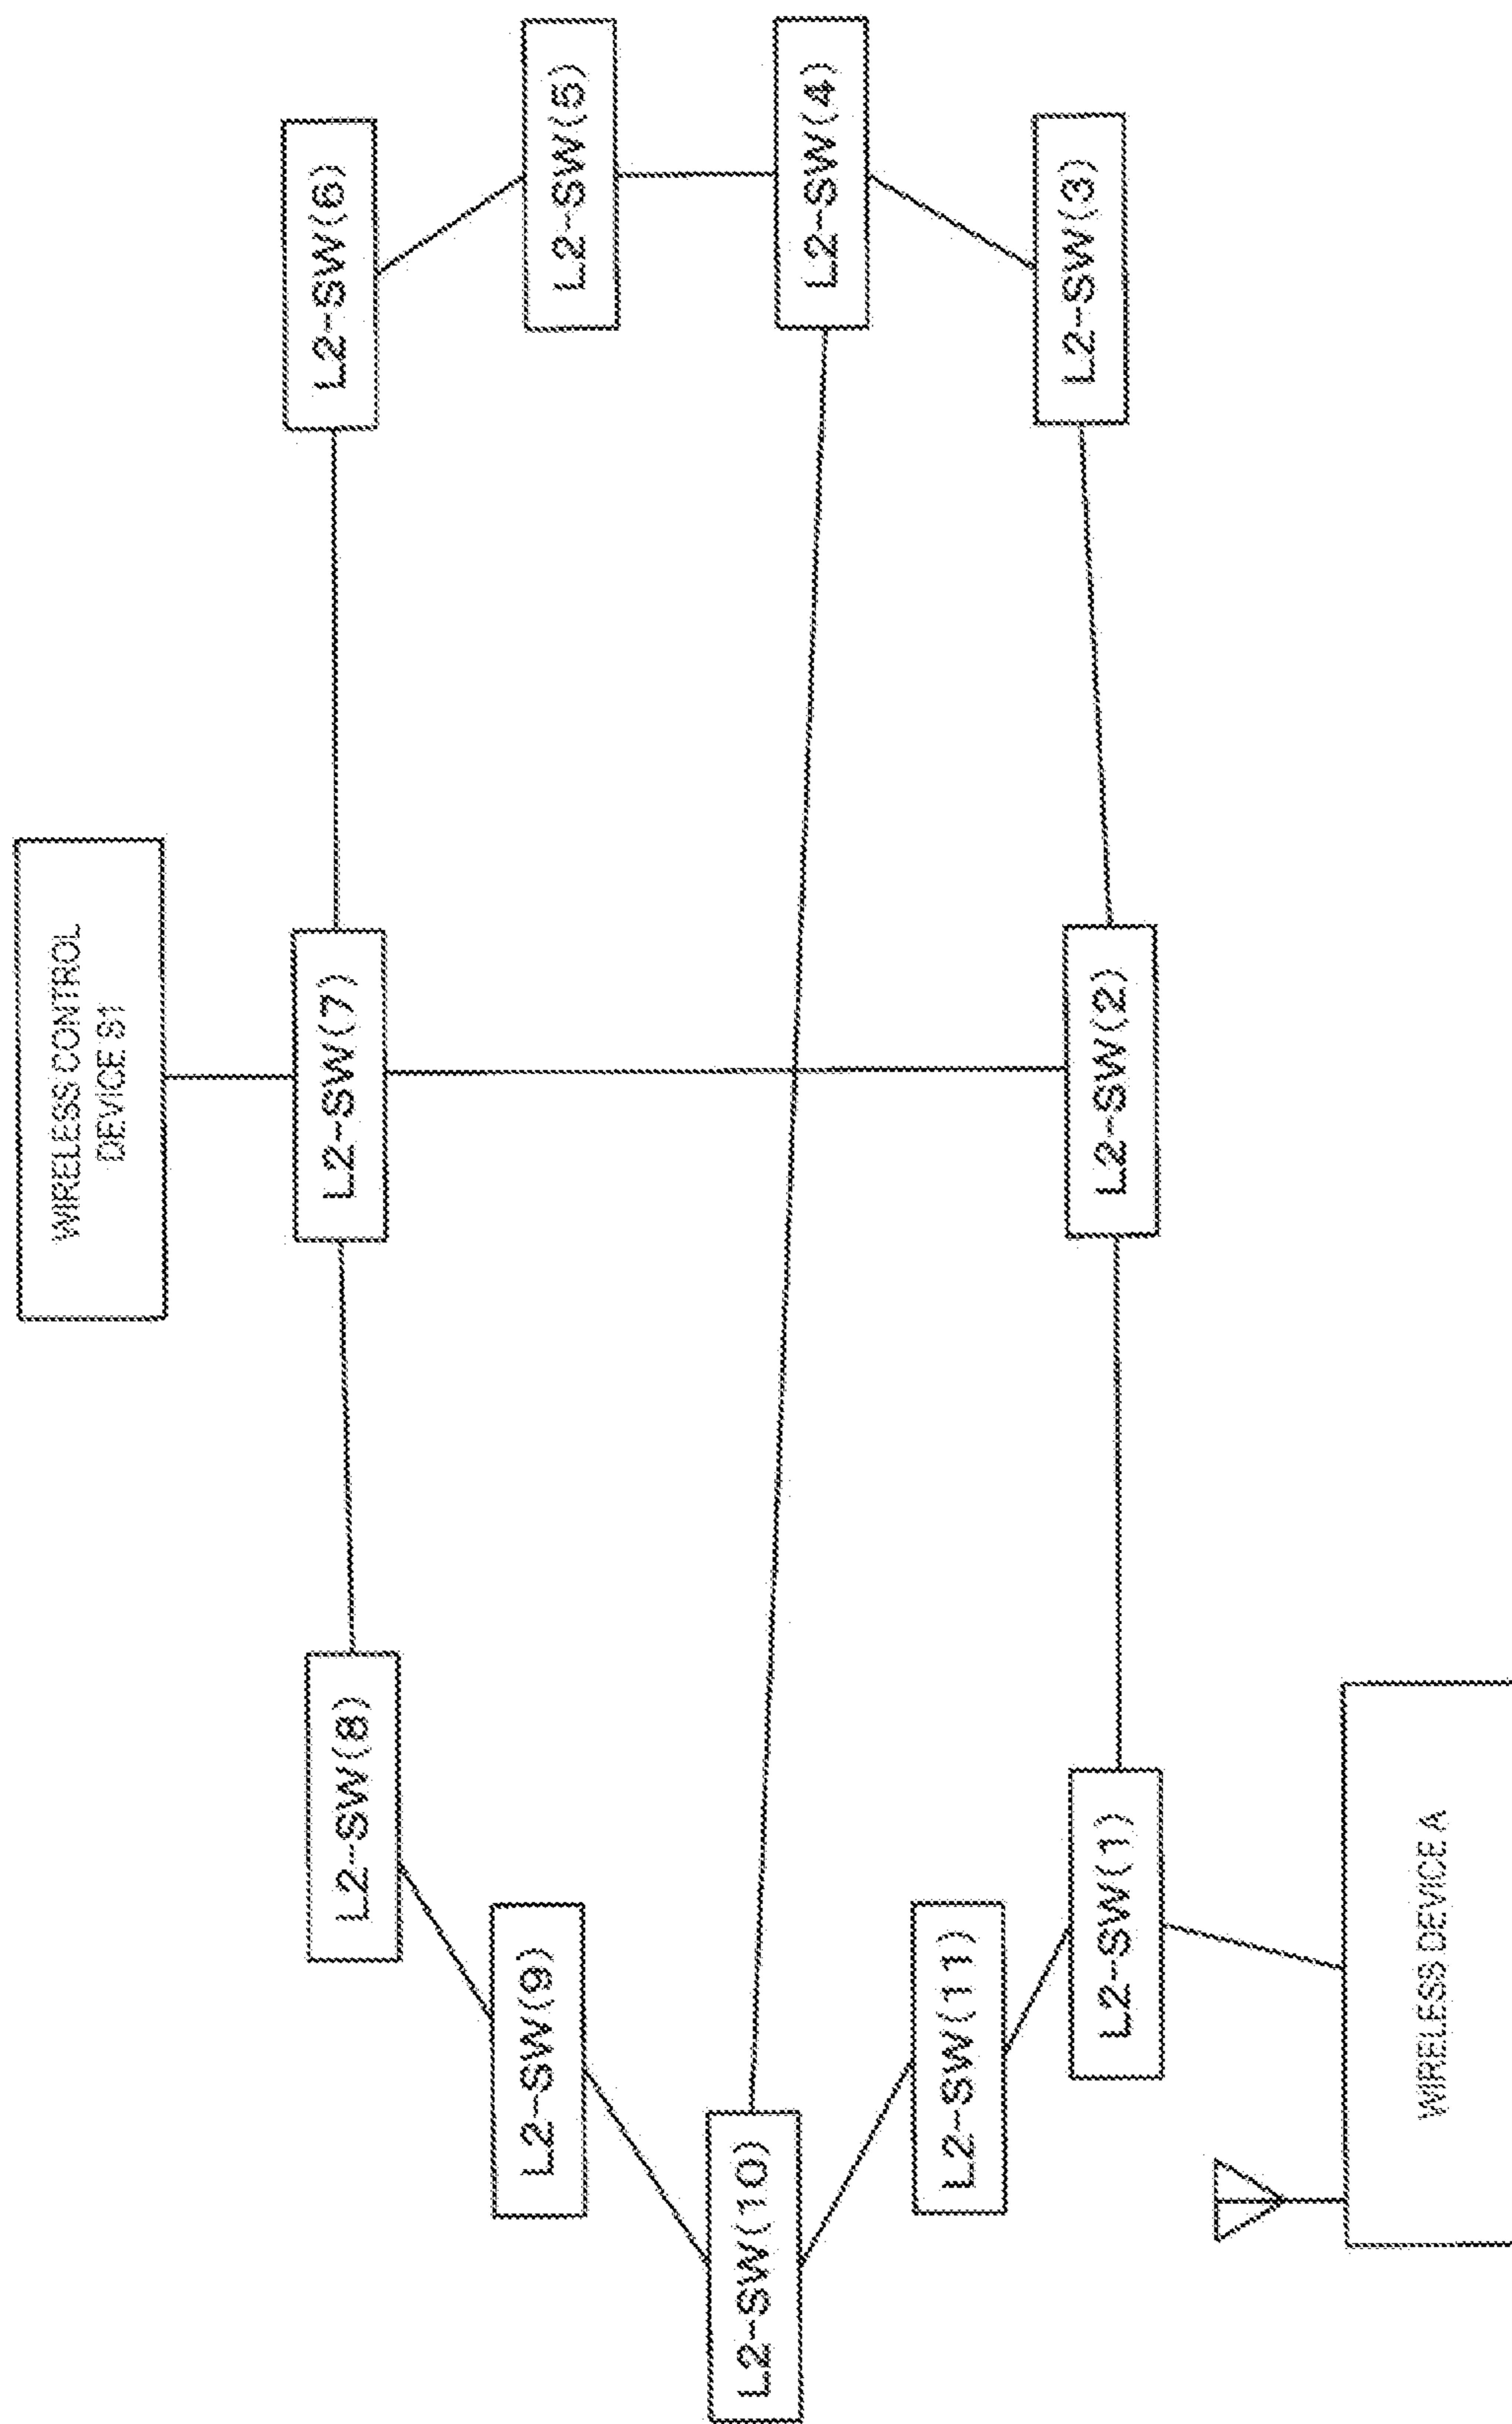 WIRELESS CONTROL
DEVICE S1
L2-SW(6)
L2-SW(5)
L2-SW(4)
L2-SW(3)
L2-SW(7)
L2-SW(2)
L2-SW(8)
L2-SW(9)
L2-SW(10)
L2-SW(11)
L2-SW(1)
WIRELESS DEVICE A